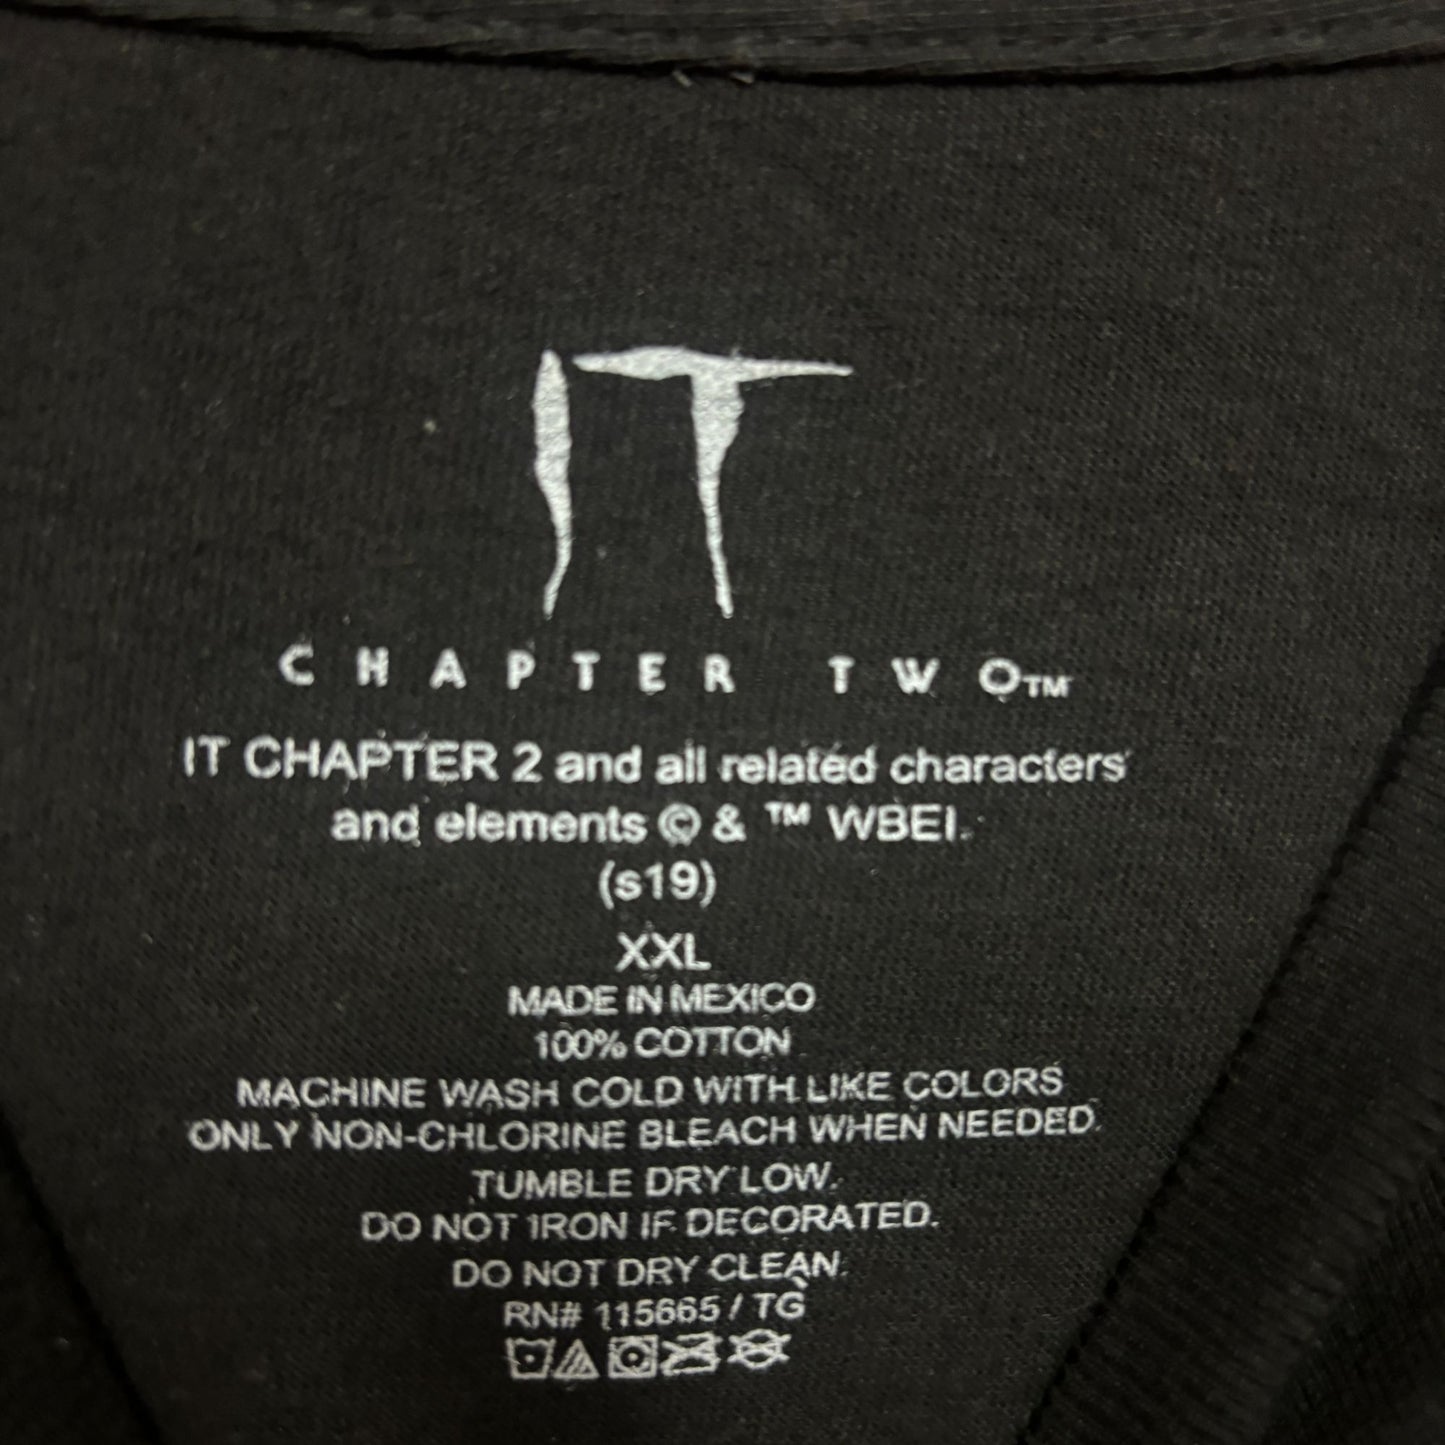 IT
CHAPTER TWO™
IT CHAPTER 2 and all related characters
and elements © & ™ WBEI.
(s19)
XXL
MADE IN MEXICO
100% COTTON
MACHINE WASH COLD WITH LIKE COLORS
ONLY NON-CHLORINE BLEACH WHEN NEEDED.
TUMBLE DRY LOW.
DO NOT IRON IF DECORATED.
DO NOT DRY CLEAN.
RN# 115665 / TG